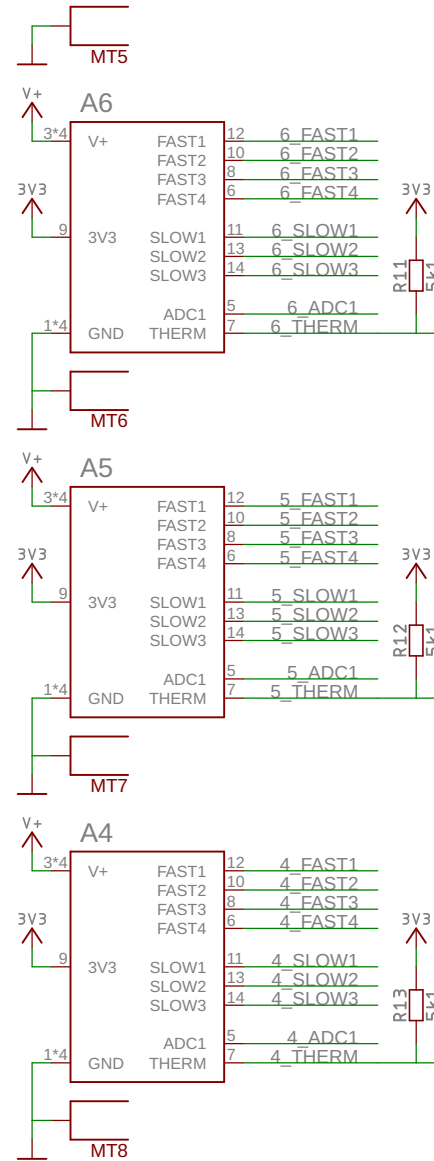 MT5
V+
A6
3*4 V+ FAST1 12 6_FAST1
FAST2 10 6_FAST2
FAST3 8 6_FAST3
3V3 FAST4 6 6_FAST4 3V3
9 3V3 SLOW1 11 6_SLOW1
SLOW2 13 6_SLOW2
SLOW3 14 6_SLOW3
R11 5k1
ADC1 5 6_ADC1
1*4 GND THERM 7 6_THERM
MT6
V+
A5
3*4 V+ FAST1 12 5_FAST1
FAST2 10 5_FAST2
FAST3 8 5_FAST3
3V3 FAST4 6 5_FAST4 3V3
9 3V3 SLOW1 11 5_SLOW1
SLOW2 13 5_SLOW2
SLOW3 14 5_SLOW3
R12 5k1
ADC1 5 5_ADC1
1*4 GND THERM 7 5_THERM
MT7
V+
A4
3*4 V+ FAST1 12 4_FAST1
FAST2 10 4_FAST2
FAST3 8 4_FAST3
3V3 FAST4 6 4_FAST4 3V3
9 3V3 SLOW1 11 4_SLOW1
SLOW2 13 4_SLOW2
SLOW3 14 4_SLOW3
R13 5k1
ADC1 5 4_ADC1
1*4 GND THERM 7 4_THERM
MT8